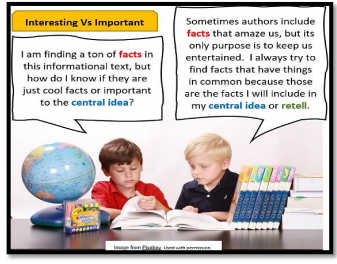 Interesting Vs Important
I am finding a ton of facts in
this informational text, but
how do I know if they are
just cool facts or important
to the central idea?
Sometimes authors include
facts that amaze us, but its
only purpose is to keep us
entertained. I always try to
find facts that have things
in common because those
are the facts I will include in
my central idea or retell.
Image from Pixabay. Used with permission.